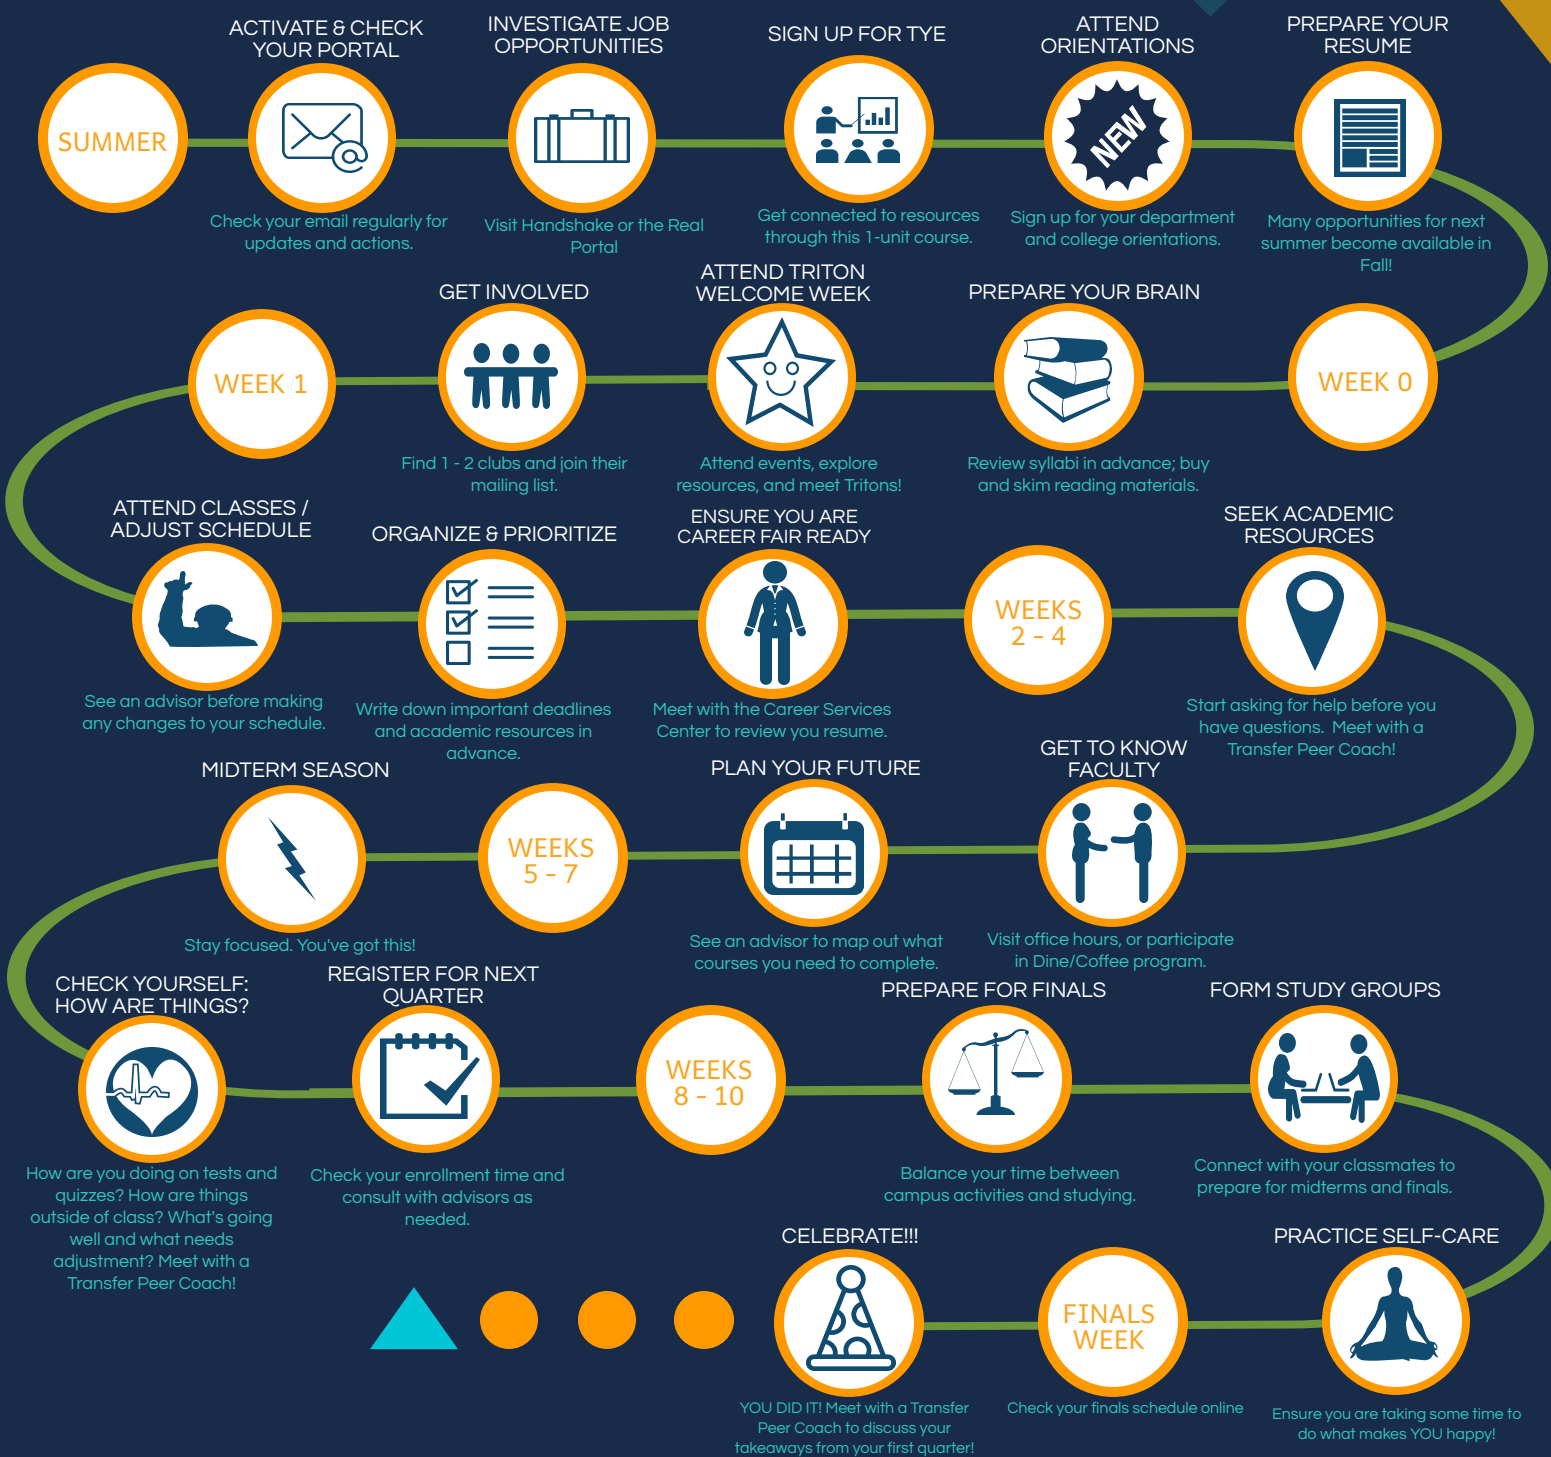 SUMMER
ACTIVATE & CHECK
YOUR PORTAL
Check your email regularly for
updates and actions.
INVESTIGATE JOB
OPPORTUNITIES
Visit Handshake or the Real
Portal
SIGN UP FOR TYE
Get connected to resources
through this 1-unit course.
ATTEND
ORIENTATIONS
NEW
Sign up for your department
and college orientations.
PREPARE YOUR
RESUME
Many opportunities for next
summer become available in
Fall!
WEEK 0
PREPARE YOUR BRAIN
Review syllabi in advance; buy
and skim reading materials.
ATTEND TRITON
WELCOME WEEK
Attend events, explore
resources, and meet Tritons!
GET INVOLVED
Find 1 - 2 clubs and join their
mailing list.
WEEK 1
ATTEND CLASSES /
ADJUST SCHEDULE
See an advisor before making
any changes to your schedule.
ORGANIZE & PRIORITIZE
Write down important deadlines
and academic resources in
advance.
ENSURE YOU ARE
CAREER FAIR READY
Meet with the Career Services
Center to review you resume.
WEEKS
2 - 4
SEEK ACADEMIC
RESOURCES
Start asking for help before you
have questions.  Meet with a
Transfer Peer Coach!
GET TO KNOW
FACULTY
Visit office hours, or participate
in Dine/Coffee program.
PLAN YOUR FUTURE
See an advisor to map out what
courses you need to complete.
WEEKS
5 - 7
MIDTERM SEASON
Stay focused. You've got this!
CHECK YOURSELF:
HOW ARE THINGS?
How are you doing on tests and
quizzes? How are things
outside of class? What's going
well and what needs
adjustment? Meet with a
Transfer Peer Coach!
REGISTER FOR NEXT
QUARTER
Check your enrollment time and
consult with advisors as
needed.
WEEKS
8 - 10
PREPARE FOR FINALS
Balance your time between
campus activities and studying.
FORM STUDY GROUPS
Connect with your classmates to
prepare for midterms and finals.
PRACTICE SELF-CARE
Ensure you are taking some time to
do what makes YOU happy!
FINALS
WEEK
Check your finals schedule online
CELEBRATE!!!
YOU DID IT! Meet with a Transfer
Peer Coach to discuss your
takeaways from your first quarter!